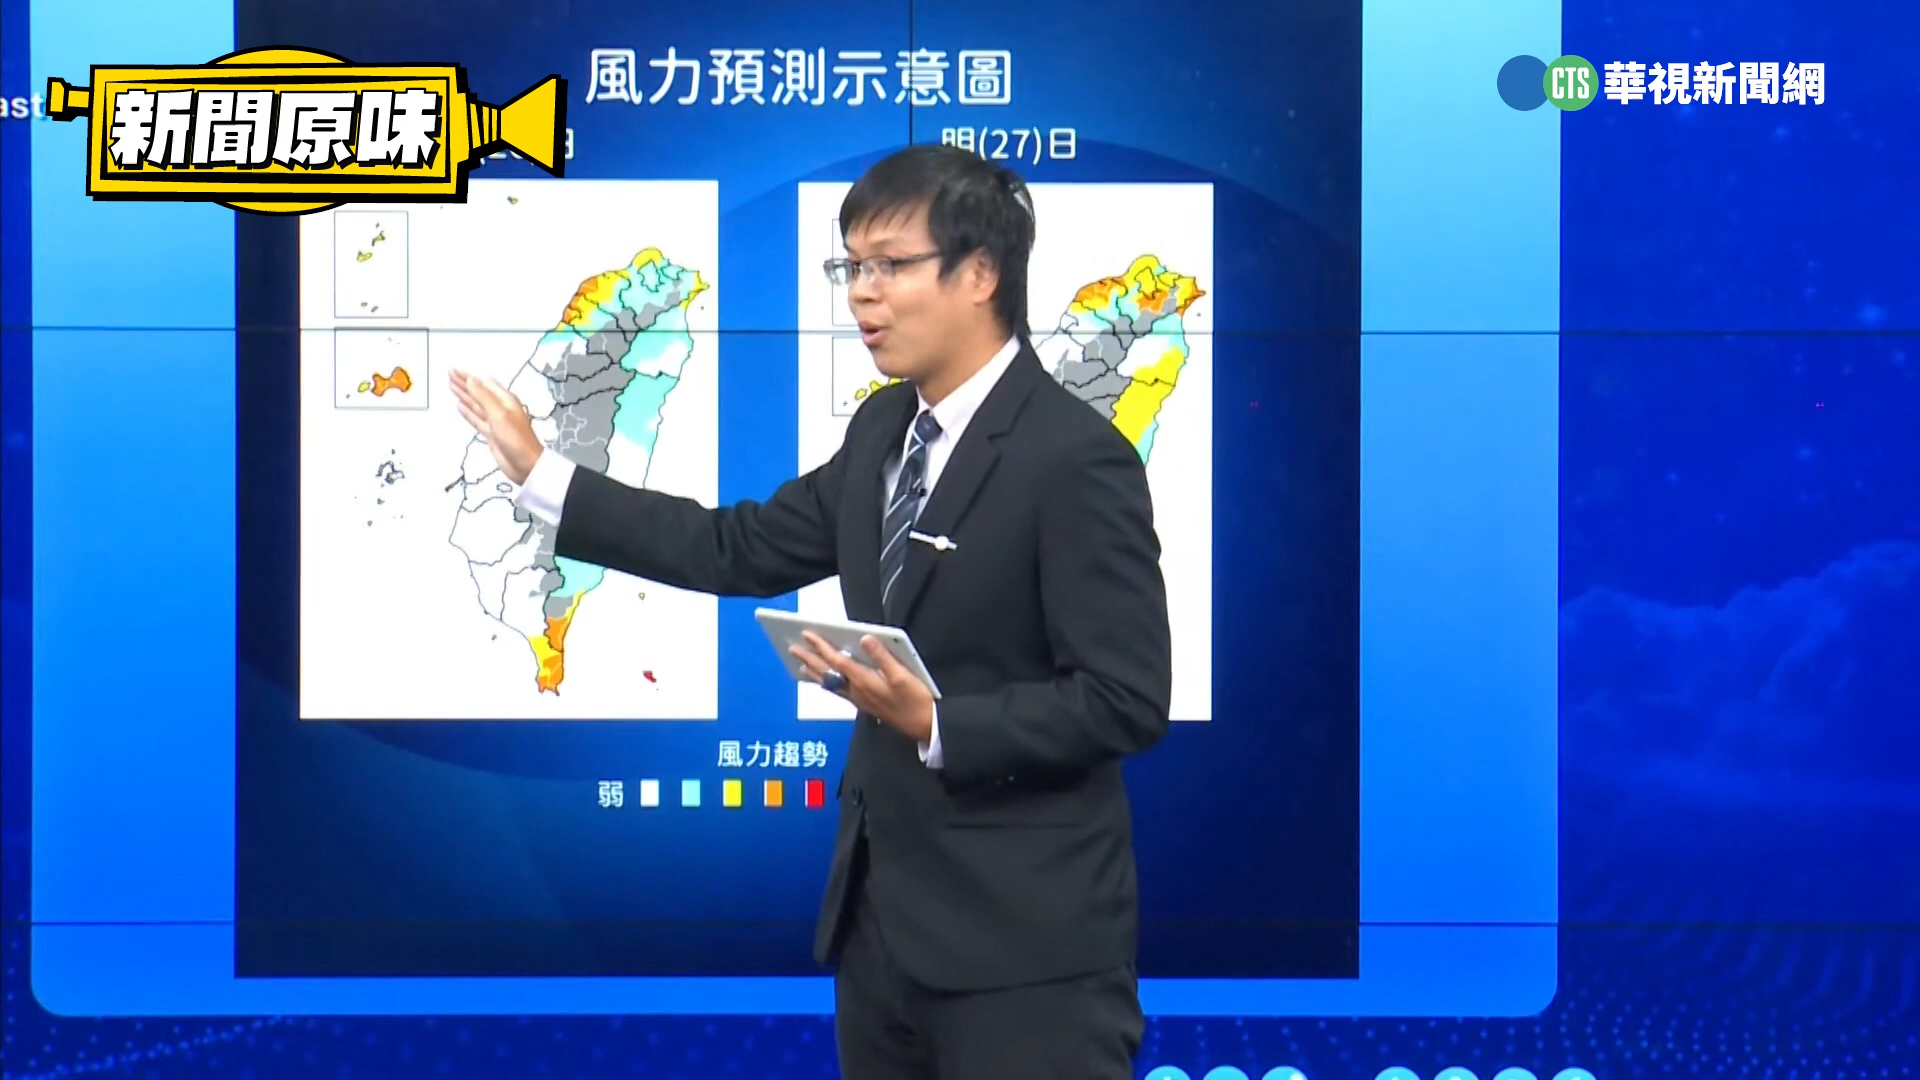 風力預測示意圖
新聞原味
CTS 華視新聞網
ast
明(27)日
風力趨勢
弱